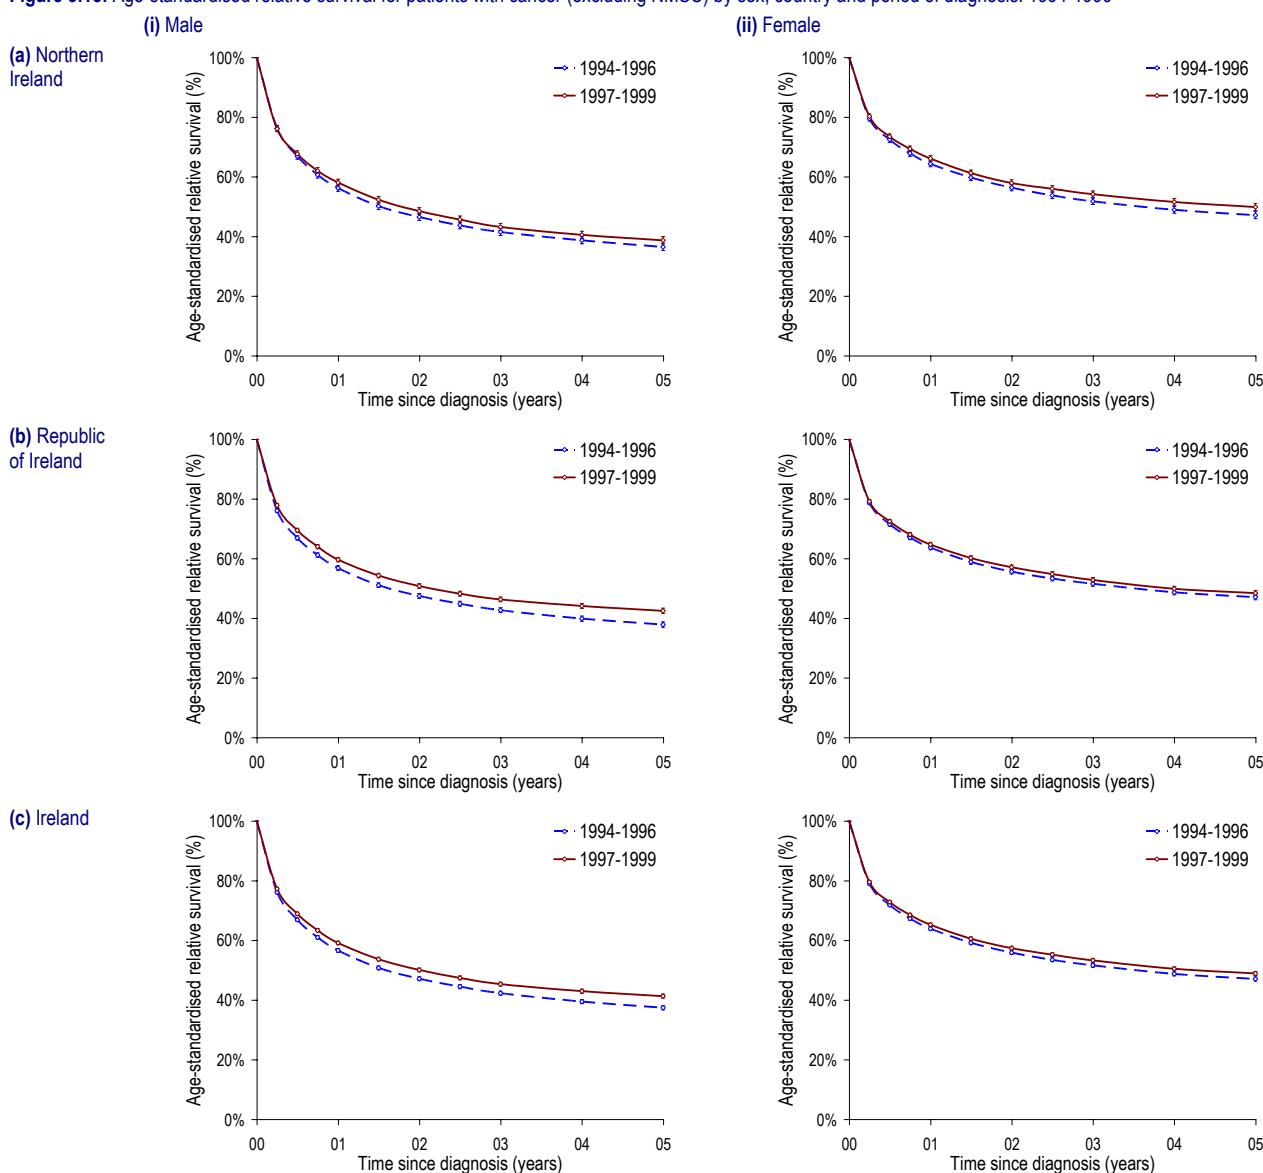 (i) Male
(ii) Female
(a) Northern
Ireland
Age-standardised relative survival (%)
100%
80%
60%
40%
20%
0%
00 01 02 03 04 05
Time since diagnosis (years)
1994-1996
1997-1999
Age-standardised relative survival (%)
100%
80%
60%
40%
20%
0%
00 01 02 03 04 05
Time since diagnosis (years)
1994-1996
1997-1999
(b) Republic
of Ireland
Age-standardised relative survival (%)
100%
80%
60%
40%
20%
0%
00 01 02 03 04 05
Time since diagnosis (years)
1994-1996
1997-1999
Age-standardised relative survival (%)
100%
80%
60%
40%
20%
0%
00 01 02 03 04 05
Time since diagnosis (years)
1994-1996
1997-1999
(c) Ireland
Age-standardised relative survival (%)
100%
80%
60%
40%
20%
0%
00 01 02 03 04 05
Time since diagnosis (years)
1994-1996
1997-1999
Age-standardised relative survival (%)
100%
80%
60%
40%
20%
0%
00 01 02 03 04 05
Time since diagnosis (years)
1994-1996
1997-1999